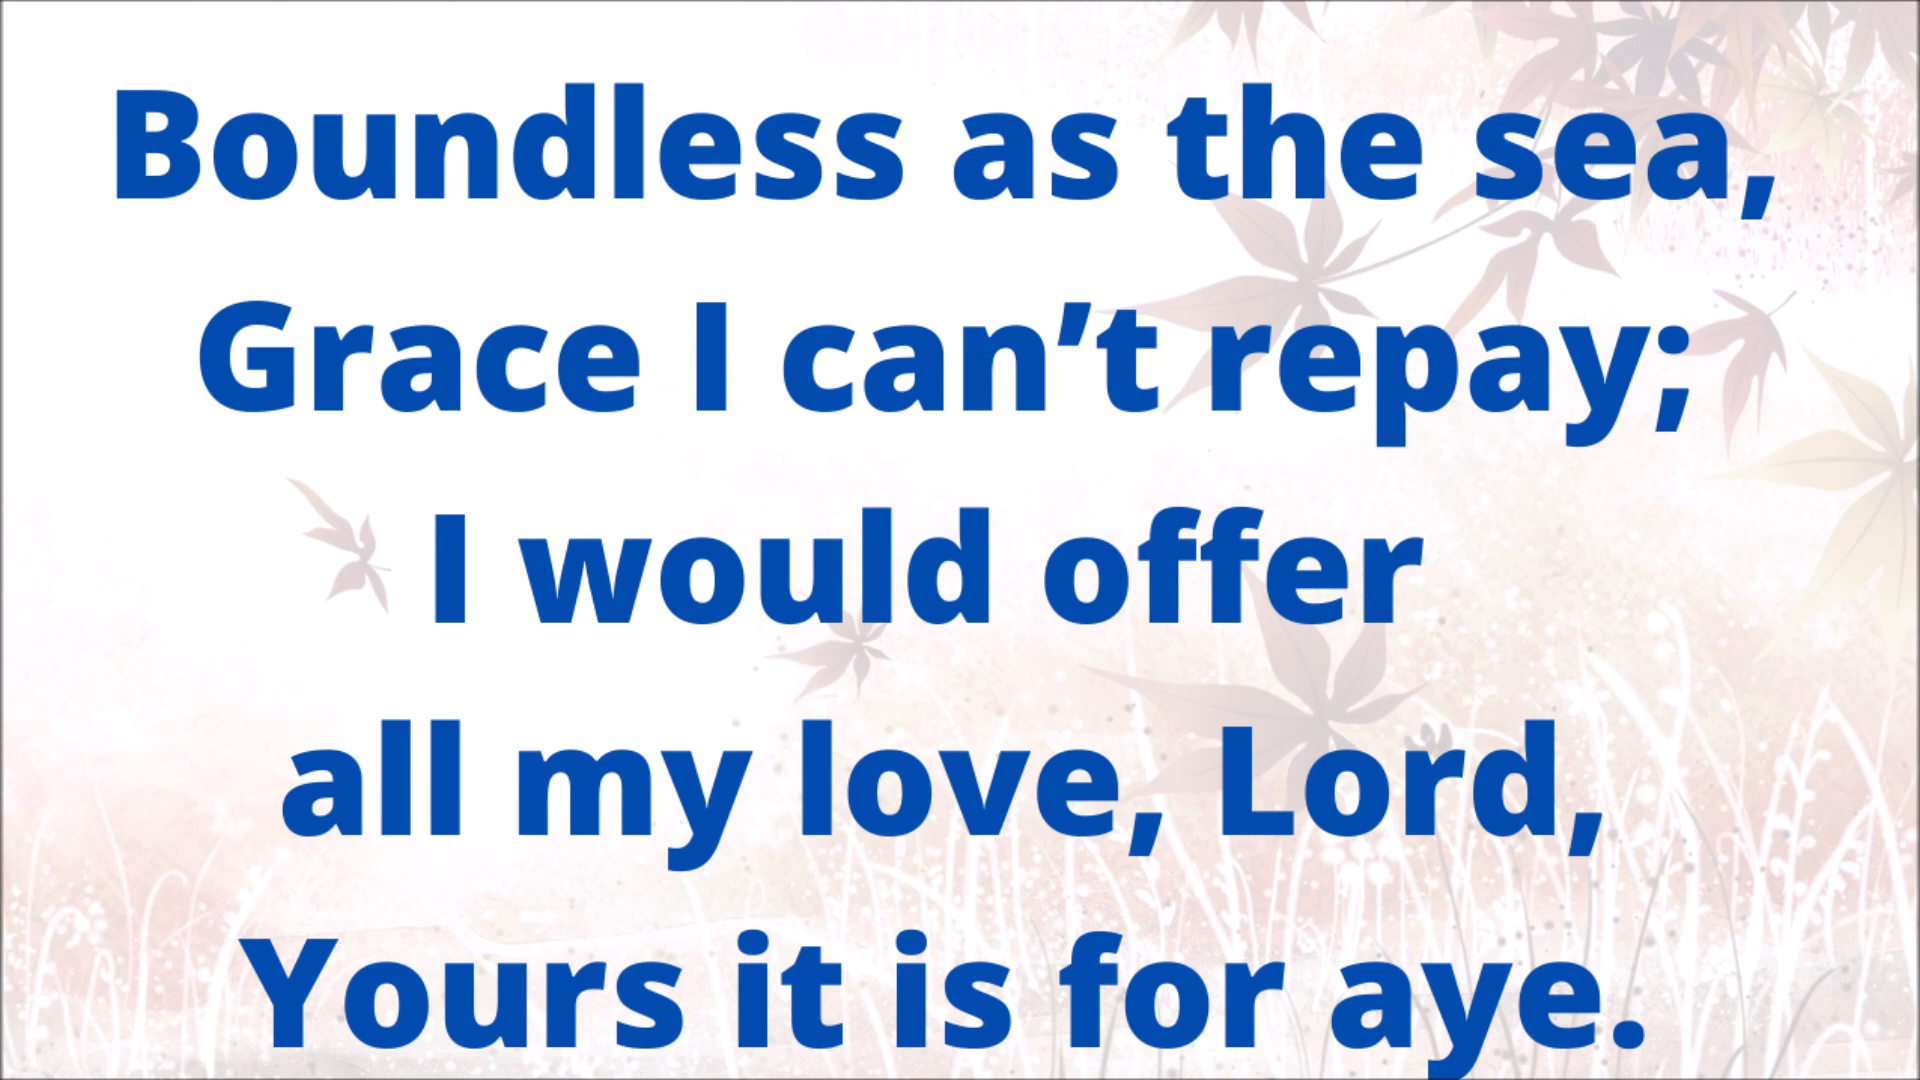 Boundless as the sea,
Grace I can’t repay;
I would offer
all my love, Lord,
Yours it is for aye.